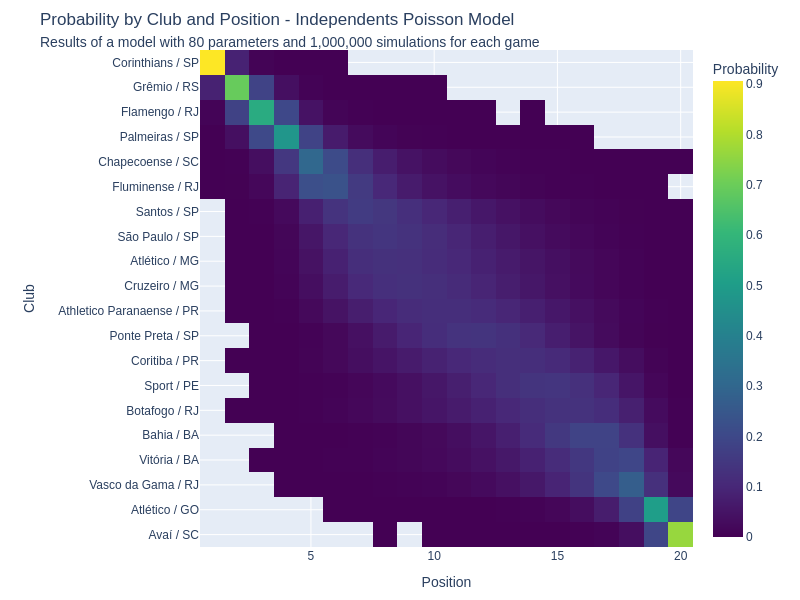 Probability by Club and Position - Independents Poisson Model
Results of a model with 80 parameters and 1,000,000 simulations for each game
Probability
Club
Corinthians / SP
Grêmio / RS
Flamengo / RJ
Palmeiras / SP
Chapecoense / SC
Fluminense / RJ
Santos / SP
São Paulo / SP
Atlético / MG
Cruzeiro / MG
Athletico Paranaense / PR
Ponte Preta / SP
Coritiba / PR
Sport / PE
Botafogo / RJ
Bahia / BA
Vitória / BA
Vasco da Gama / RJ
Atlético / GO
Avaí / SC
5
10
15
20
Position
0.9
0.8
0.7
0.6
0.5
0.4
0.3
0.2
0.1
0